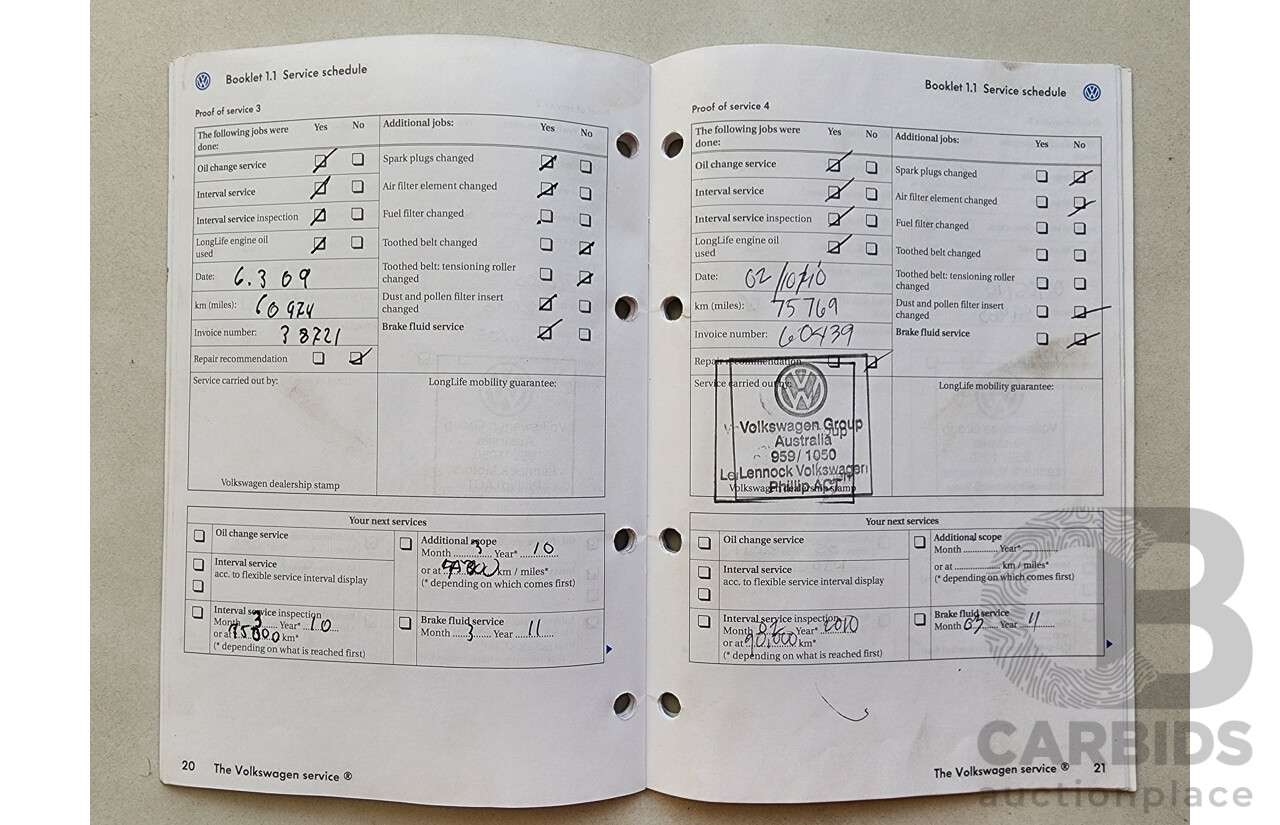 Booklet 1.1 Service schedule
Proof of service 3
The following jobs were done: Yes No
Oil change service
Interval service
Interval service inspection
LongLife engine oil used
Date: 6.3 09
km (miles): 60 974
Invoice number: 38721
Repair recommendation
Additional jobs: Yes No
Spark plugs changed
Air filter element changed
Fuel filter changed
Toothed belt changed
Toothed belt: tensioning roller changed
Dust and pollen filter insert changed
Brake fluid service
Service carried out by:
LongLife mobility guarantee:
Volkswagen dealership stamp
Your next services
Oil change service
Interval service
acc. to flexible service interval display
Interval service inspection
Month 3 Year* 10
or at 75000 km*
(* depending on what is reached first)
Additional scope
Month 3 Year* 10
or at km / miles*
(* depending on which comes first)
Brake fluid service
Month 3 Year 11
20 The Volkswagen service ®
Booklet 1.1 Service schedule
Proof of service 4
The following jobs were done: Yes No
Oil change service
Interval service
Interval service inspection
LongLife engine oil used
Date: 02/10/10
km (miles): 75769
Invoice number: 60439
Repair recommendation
Additional jobs: Yes No
Spark plugs changed
Air filter element changed
Fuel filter changed
Toothed belt changed
Toothed belt: tensioning roller changed
Dust and pollen filter insert changed
Brake fluid service
Service carried out by:
LongLife mobility guarantee:
Volkswagen Group
Australia
959/ 1050
Lennock Volkswagen
Phillip ACT
Volkswagen dealership stamp
Your next services
Oil change service
Interval service
acc. to flexible service interval display
Interval service inspection
Month 02 Year* 2010
or at 90,000 km*
(* depending on what is reached first)
Additional scope
Month Year*
or at km / miles*
(* depending on which comes first)
Brake fluid service
Month 03 Year 11
The Volkswagen service ® 21
CARBIDS
auctionplace